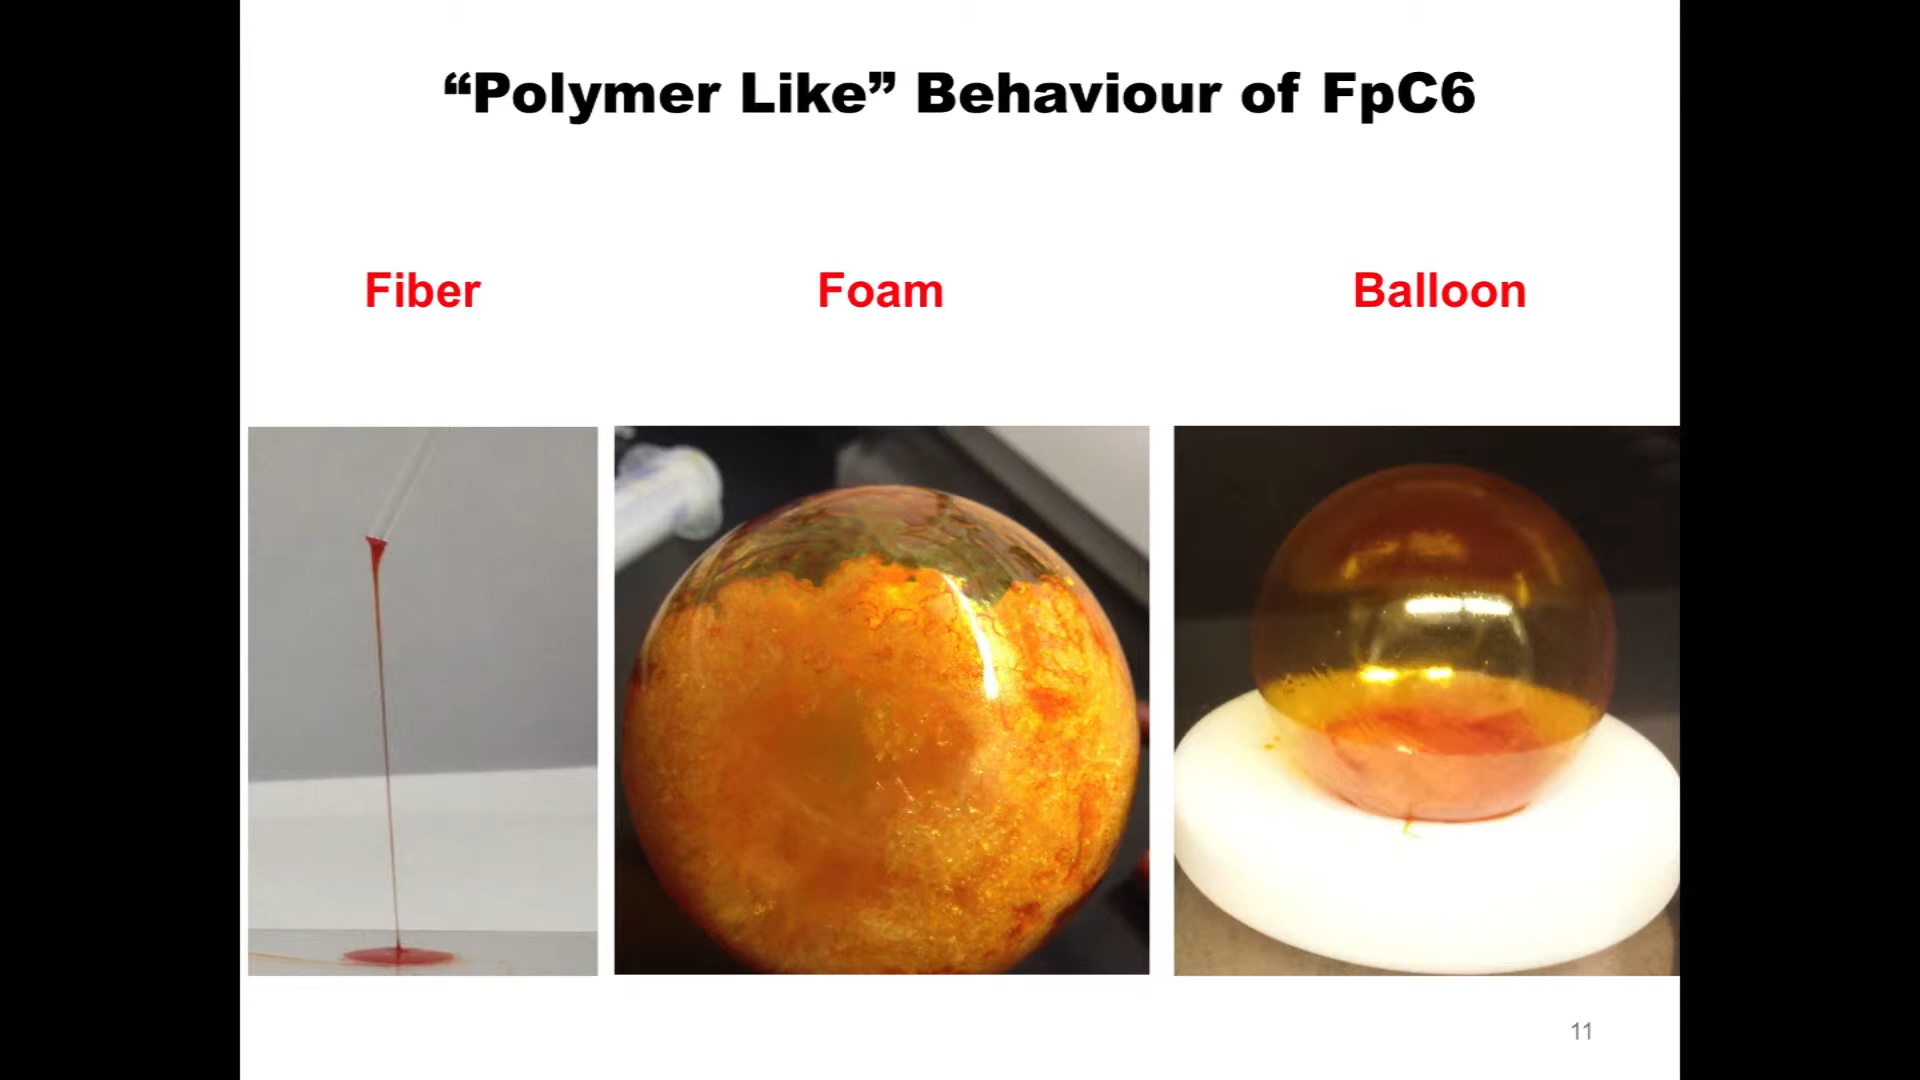 “Polymer Like” Behaviour of FpC6
Fiber
Foam
Balloon
11